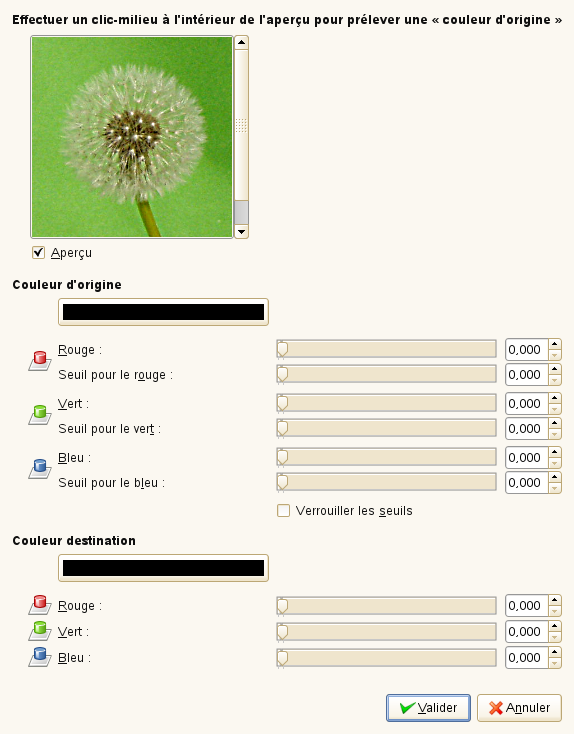 Effectuer un clic-milieu à l'intérieur de l'aperçu pour prélever une « couleur d'origine »
Aperçu
Couleur d'origine
Rouge : 0,000
Seuil pour le rouge : 0,000
Vert : 0,000
Seuil pour le vert : 0,000
Bleu : 0,000
Seuil pour le bleu : 0,000
Verrouiller les seuils
Couleur destination
Rouge : 0,000
Vert : 0,000
Bleu : 0,000
Valider Annuler